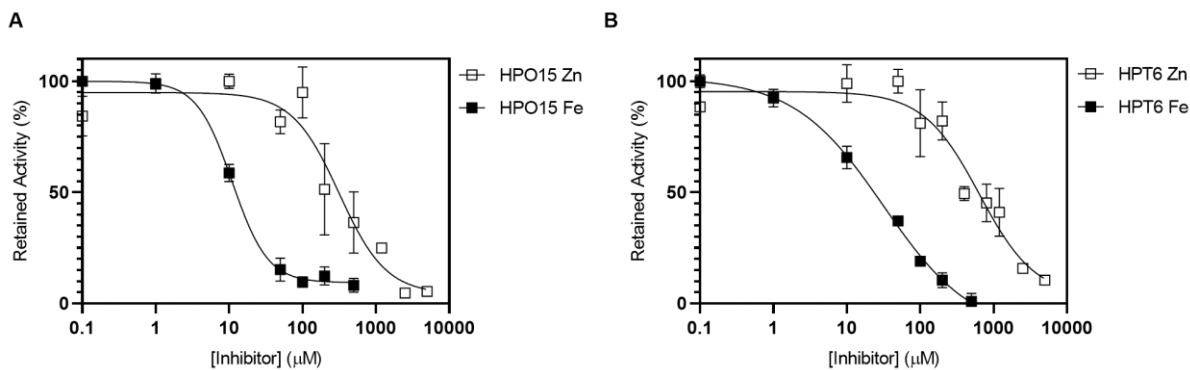 A
B
100
50
0
Retained Activity (%)
0.1 1 10 100 1000 10000
[Inhibitor] (μM)
HPO15 Zn
HPO15 Fe
100
50
0
Retained Activity (%)
0.1 1 10 100 1000 10000
[Inhibitor] (μM)
HPT6 Zn
HPT6 Fe